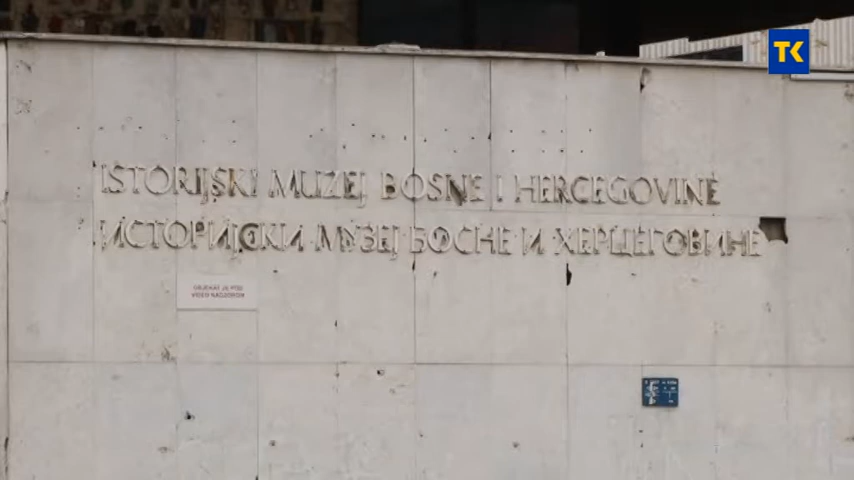 TK
ISTORIJSKI MUZEJ BOSNE I HERCEGOVINE
ИСТОРИЈСКИ МУЗЕЈ БОСНЕ И ХЕРЦЕГОВИНЕ
OBJEKAT JE POD
VIDEO NADZOROM